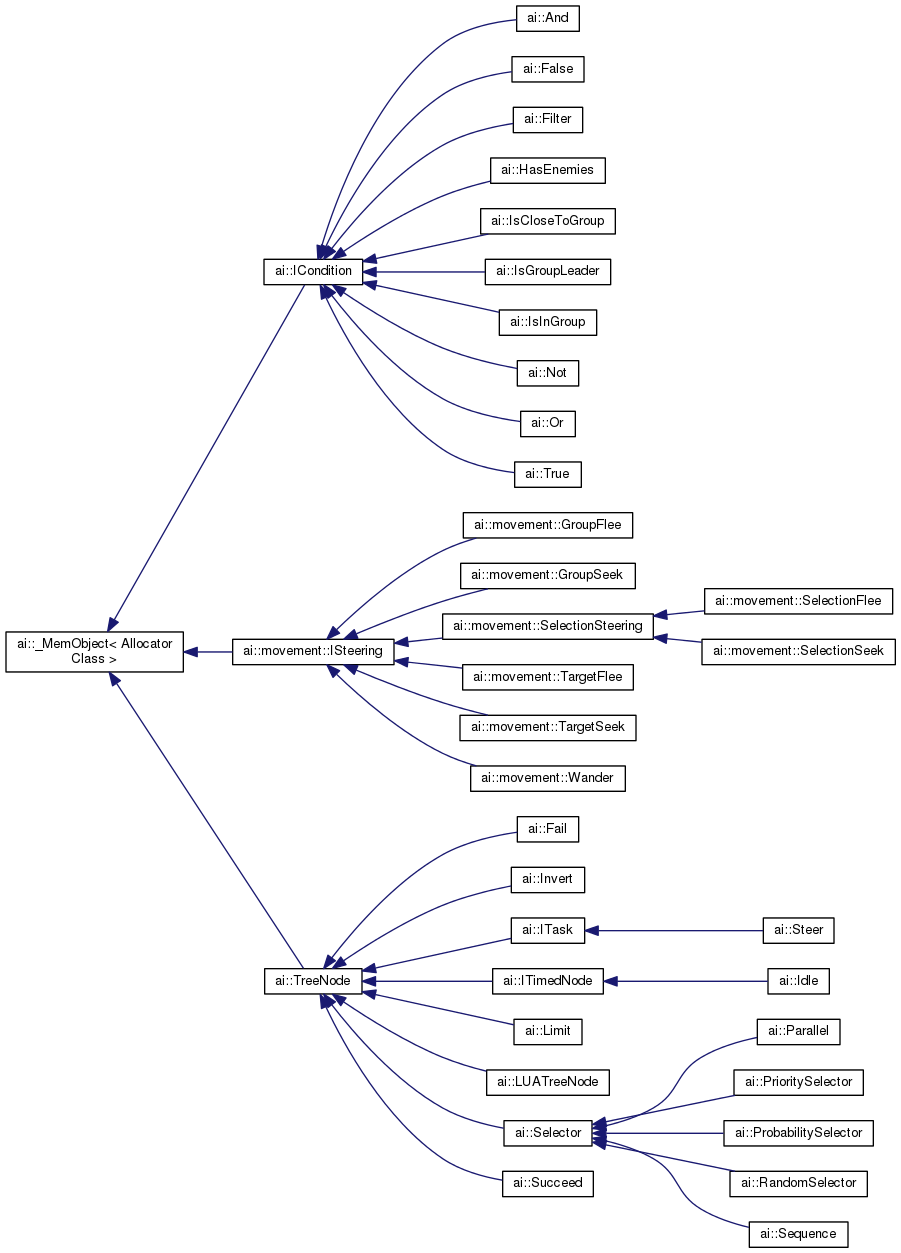 ai::And
ai::False
ai::Filter
ai::HasEnemies
ai::IsCloseToGroup
ai::ICondition
ai::IsGroupLeader
ai::IsInGroup
ai::Not
ai::Or
ai::True
ai::movement::GroupFlee
ai::movement::GroupSeek
ai::movement::SelectionFlee
ai::movement::SelectionSteering
ai::_MemObject< Allocator
Class >
ai::movement::ISteering
ai::movement::SelectionSeek
ai::movement::TargetFlee
ai::movement::TargetSeek
ai::movement::Wander
ai::Fail
ai::Invert
ai::ITask
ai::Steer
ai::TreeNode
ai::ITimedNode
ai::Idle
ai::Limit
ai::Parallel
ai::LUATreeNode
ai::PrioritySelector
ai::Selector
ai::ProbabilitySelector
ai::Succeed
ai::RandomSelector
ai::Sequence